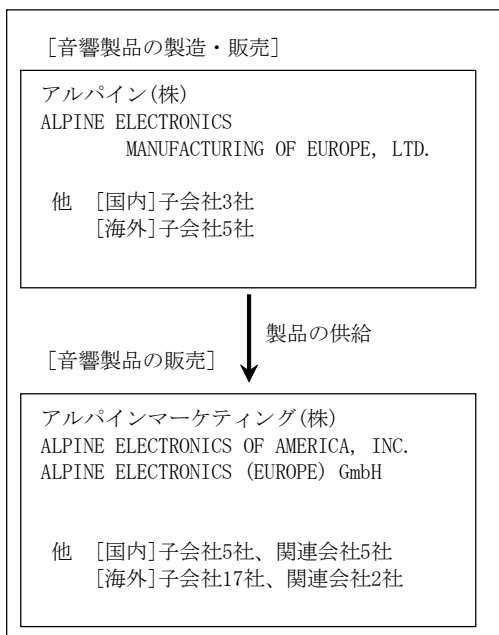 [音響製品の製造・販売]
アルパイン(株)
ALPINE ELECTRONICS
MANUFACTURING OF EUROPE, LTD.
他 [国内]子会社3社
[海外]子会社5社
製品の供給
[音響製品の販売]
アルパインマーケティング(株)
ALPINE ELECTRONICS OF AMERICA, INC.
ALPINE ELECTRONICS (EUROPE) GmbH
他 [国内]子会社5社、関連会社5社
[海外]子会社17社、関連会社2社